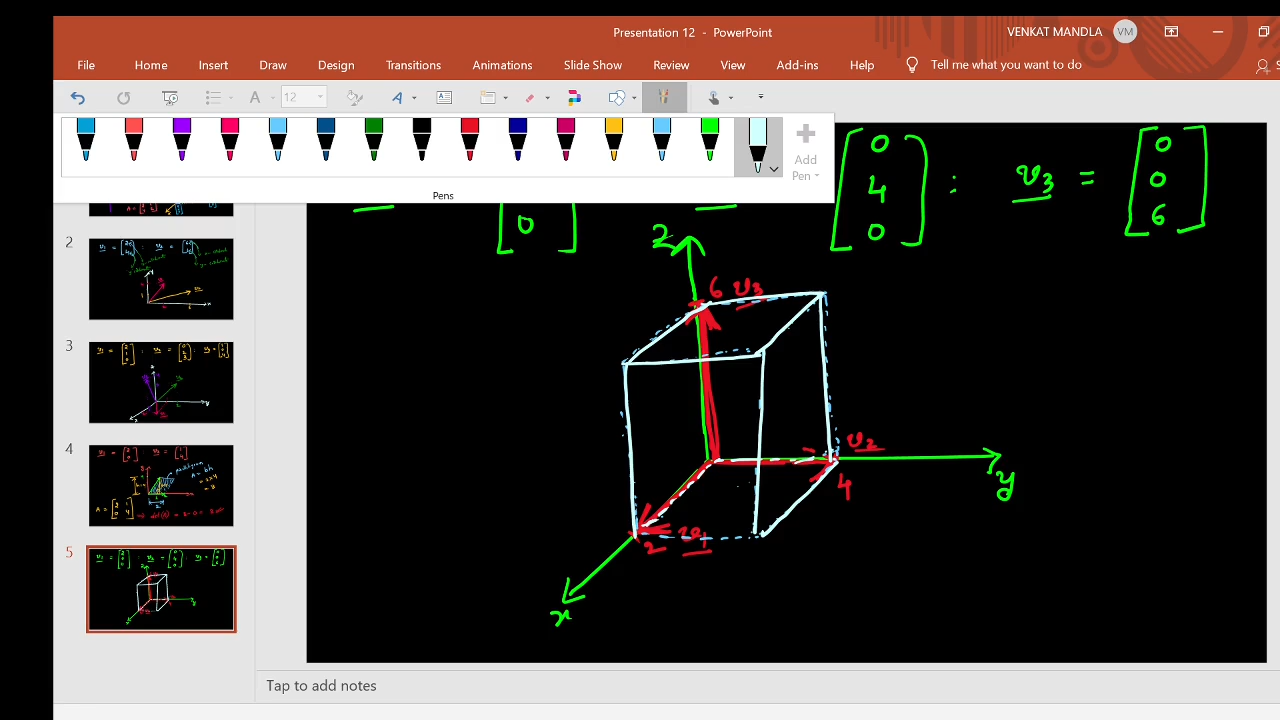 Presentation 12 - PowerPoint
VENKAT MANDLA
VM
File Home Insert Draw Design Transitions Animations Slide Show Review View Add-ins Help Tell me what you want to do
12
Add
Pen
Pens
0
4
0
:
v3 =
0
0
6
0
z
6 v3
v2
4
y
2 v1
x
2
3
4
5
Tap to add notes